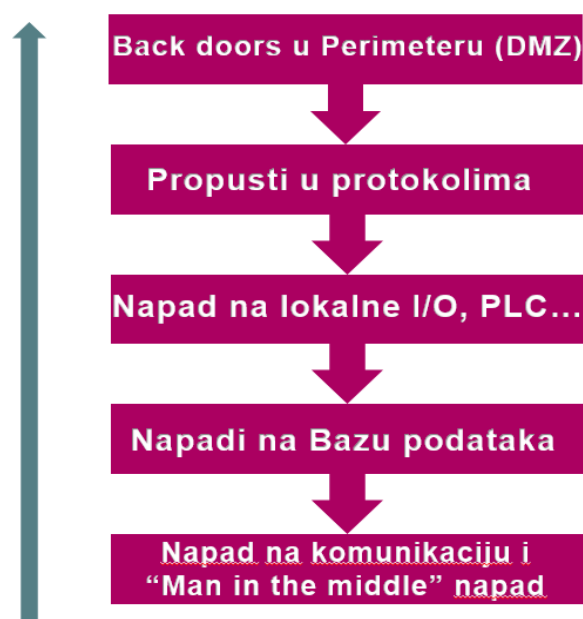 Back doors u Perimeteru (DMZ)
Propusti u protokolima
Napad na lokalne I/O, PLC...
Napadi na Bazu podataka
Napad na komunikaciju i
“Man in the middle” napad